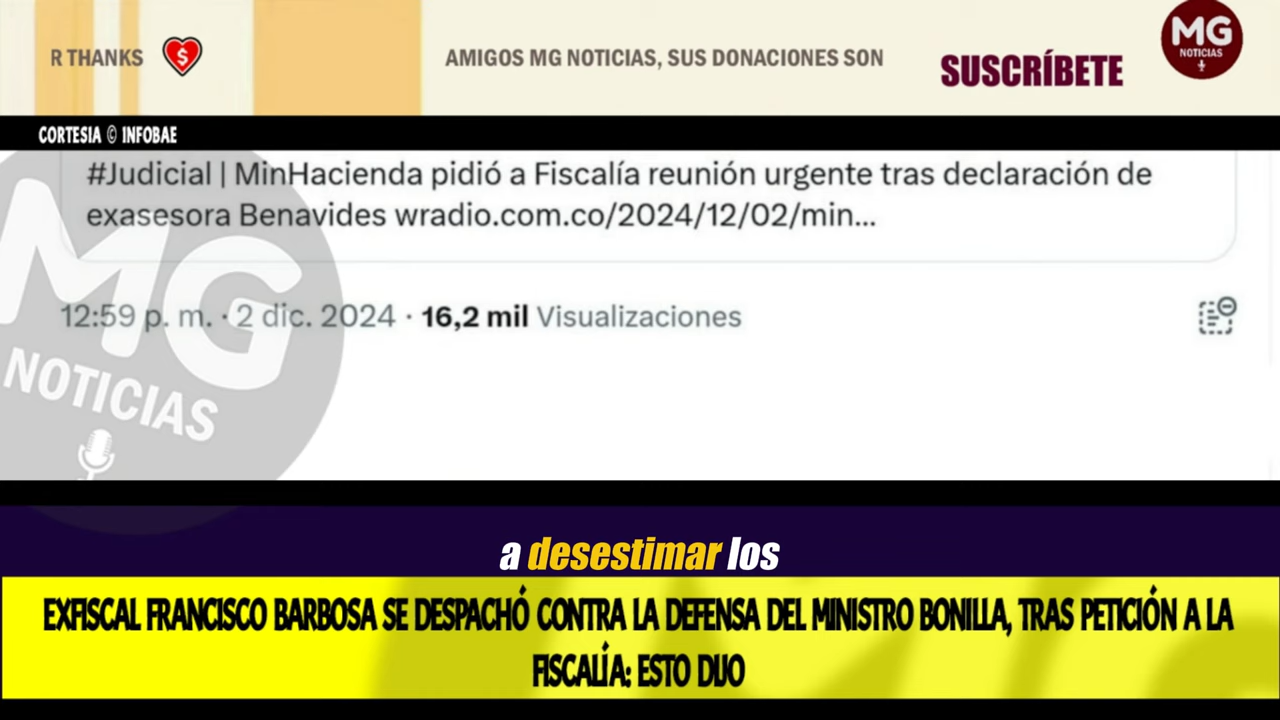 R THANKS
AMIGOS MG NOTICIAS, SUS DONACIONES SON
SUSCRÍBETE
MG
NOTICIAS
CORTESIA © INFOBAE
#Judicial | MinHacienda pidió a Fiscalía reunión urgente tras declaración de
exasesora Benavides wradio.com.co/2024/12/02/min...
12:59 p. m. · 2 dic. 2024 · 16,2 mil Visualizaciones
MG
NOTICIAS
a desestimar los
EXFISCAL FRANCISCO BARBOSA SE DESPACHÓ CONTRA LA DEFENSA DEL MINISTRO BONILLA, TRAS PETICIÓN A LA
FISCALÍA: ESTO DIJO